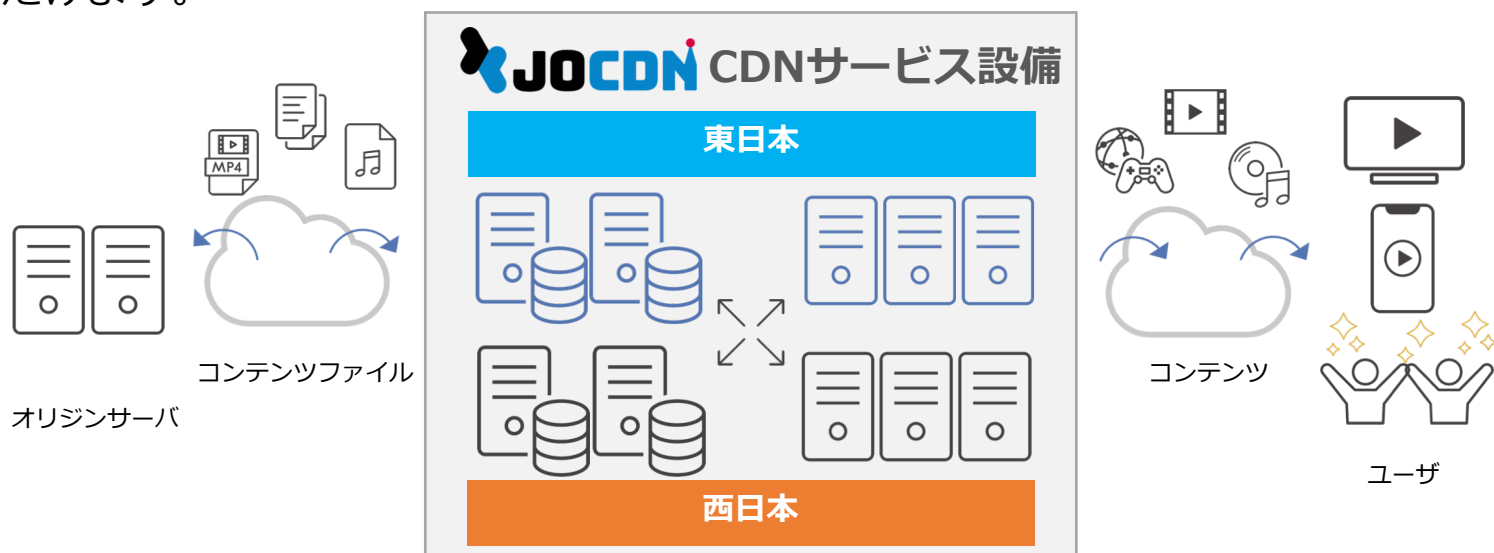 JOCDN CDNサービス設備
東日本
MP4
コンテンツファイル
オリジンサーバ
コンテンツ
ユーザ
西日本